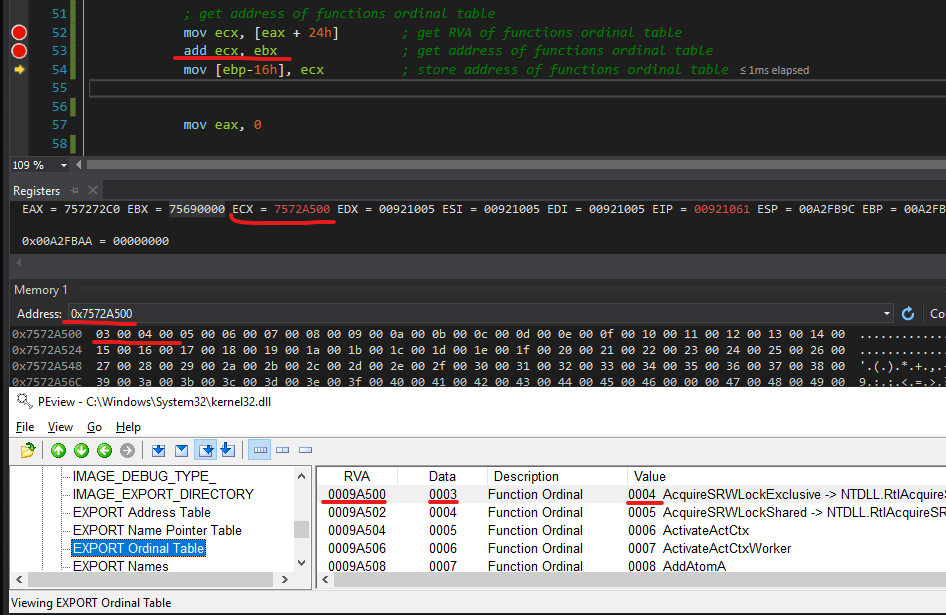 51 ; get address of functions ordinal table
52 mov ecx, [eax + 24h] ; get RVA of functions ordinal table
53 add ecx, ebx ; get address of functions ordinal table
54 mov [ebp-16h], ecx ; store address of functions ordinal table ≤ 1ms elapsed
55
56
57 mov eax, 0
58
109 %
Registers
EAX = 757272C0 EBX = 75690000 ECX = 7572A500 EDX = 00921005 ESI = 00921005 EDI = 00921005 EIP = 00921061 ESP = 00A2FB9C EBP = 00A2FB
0x00A2FBAA = 00000000
Memory 1
Address: 0x7572A500 Co
0x7572A500 03 00 04 00 05 00 06 00 07 00 08 00 09 00 0a 00 0b 00 0c 00 0d 00 0e 00 0f 00 10 00 11 00 12 00 13 00 14 00 .............
0x7572A524 15 00 16 00 17 00 18 00 19 00 1a 00 1b 00 1c 00 1d 00 1e 00 1f 00 20 00 21 00 22 00 23 00 24 00 25 00 26 00 .............
0x7572A548 27 00 28 00 29 00 2a 00 2b 00 2c 00 2d 00 2e 00 2f 00 30 00 31 00 32 00 33 00 34 00 35 00 36 00 37 00 38 00 '.(.).*.+.,.-
0x7572A56C 39 00 3a 00 3b 00 3c 00 3d 00 3e 00 3f 00 40 00 41 00 42 00 43 00 44 00 45 00 46 00 00 00 47 00 48 00 49 00 9.:.;.<.=.>.
PEview - C:\Windows\System32\kernel32.dll
File View Go Help
IMAGE_DEBUG_TYPE_
IMAGE_EXPORT_DIRECTORY
EXPORT Address Table
EXPORT Name Pointer Table
EXPORT Ordinal Table
EXPORT Names
RVA Data Description Value
0009A500 0003 Function Ordinal 0004 AcquireSRWLockExclusive -> NTDLL.RtlAcquireS
0009A502 0004 Function Ordinal 0005 AcquireSRWLockShared -> NTDLL.RtlAcquireSR
0009A504 0005 Function Ordinal 0006 ActivateActCtx
0009A506 0006 Function Ordinal 0007 ActivateActCtxWorker
0009A508 0007 Function Ordinal 0008 AddAtomA
Viewing EXPORT Ordinal Table